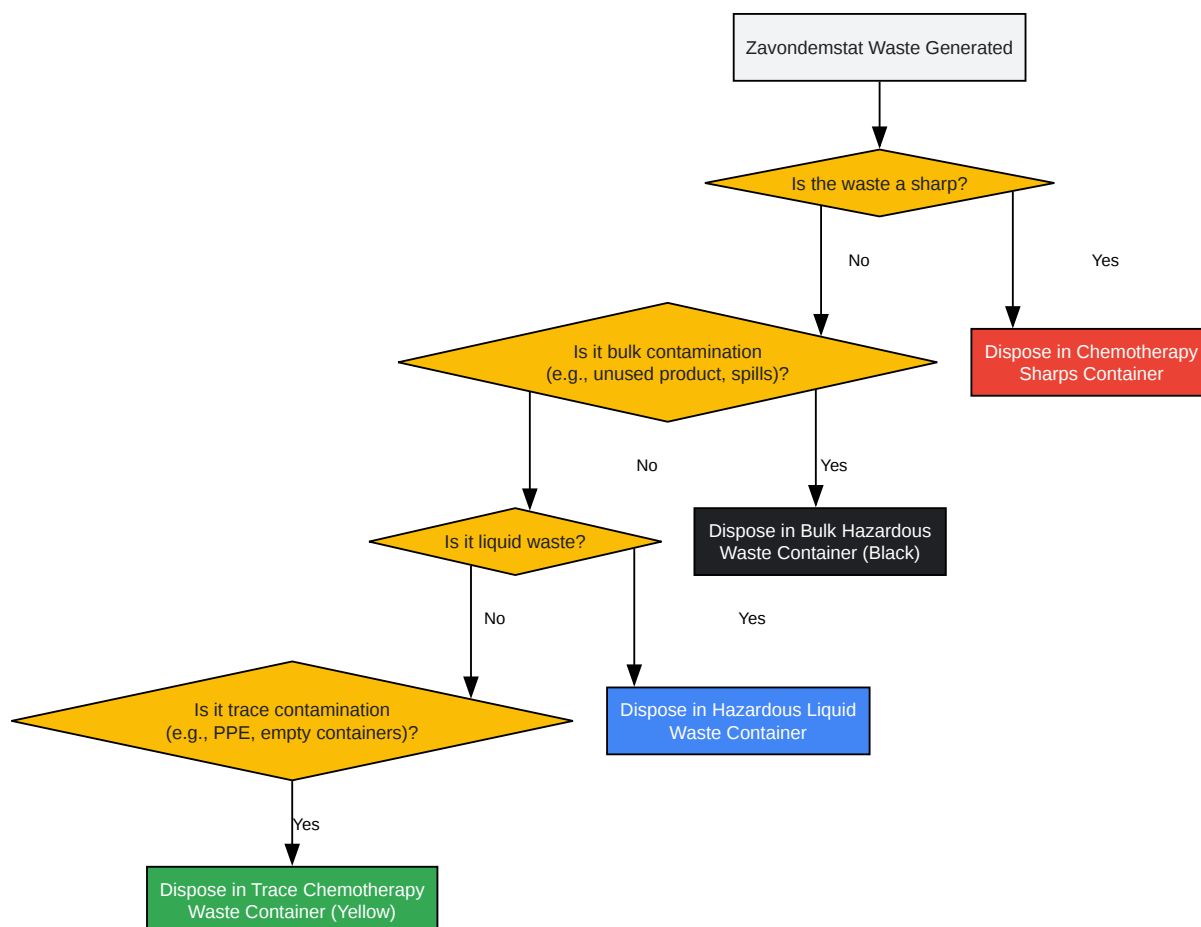 Zavondemstat Waste Generated
Is the waste a sharp?
No
Yes
Is it bulk contamination
(e.g., unused product, spills)?
Dispose in Chemotherapy
Sharps Container
No
Yes
Is it liquid waste?
Dispose in Bulk Hazardous
Waste Container (Black)
No
Yes
Is it trace contamination
(e.g., PPE, empty containers)?
Dispose in Hazardous Liquid
Waste Container
Yes
Dispose in Trace Chemotherapy
Waste Container (Yellow)